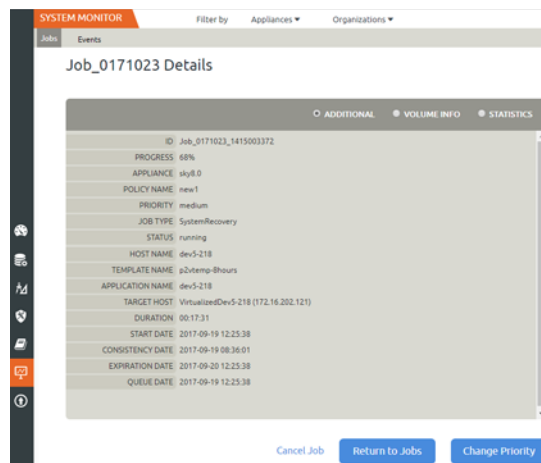 SYSTEM MONITOR Filter by Appliances Organizations
Jobs Events
Job_0171023 Details
ADDITIONAL VOLUME INFO STATISTICS
ID Job_0171023_1415003372
PROGRESS 68%
APPLIANCE sky8.0
POLICY NAME new1
PRIORITY medium
JOB TYPE SystemRecovery
STATUS running
HOST NAME dev5-218
TEMPLATE NAME p2vtemp-8hours
APPLICATION NAME dev5-218
TARGET HOST VirtualizedDev5-218 (172.16.202.121)
DURATION 00:17:31
START DATE 2017-09-19 12:25:38
CONSISTENCY DATE 2017-09-19 08:36:01
EXPIRATION DATE 2017-09-20 12:25:38
QUEUE DATE 2017-09-19 12:25:38
Cancel Job Return to Jobs Change Priority